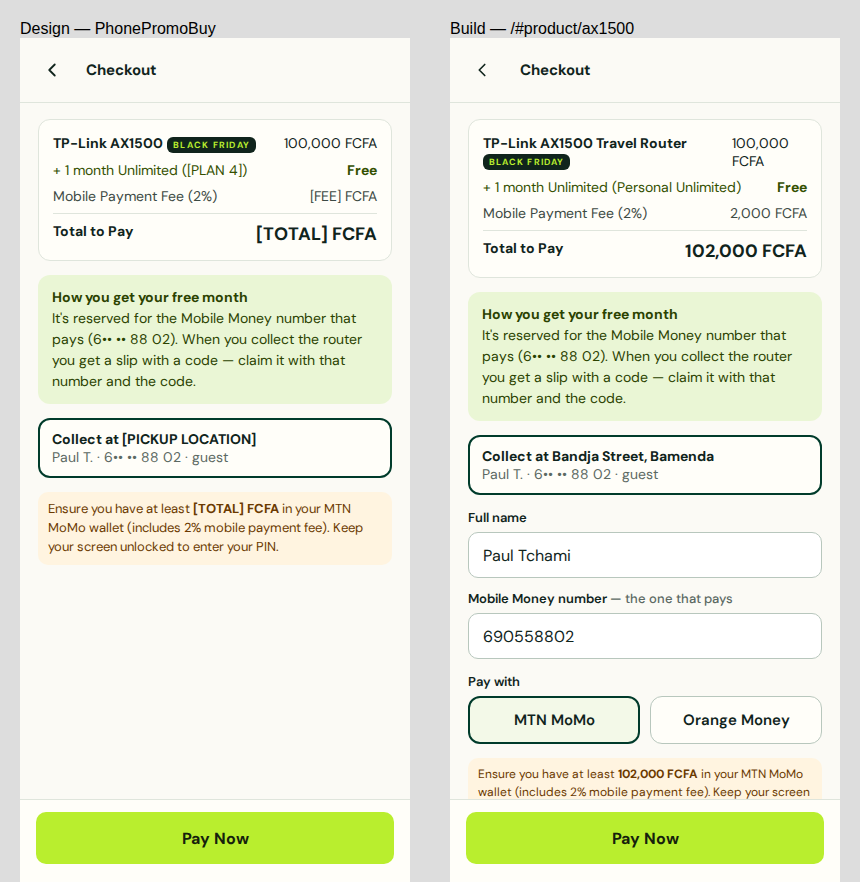 Design — PhonePromoBuy
Checkout
TP-Link AX1500 BLACK FRIDAY 100,000 FCFA
+ 1 month Unlimited ([PLAN 4]) Free
Mobile Payment Fee (2%) [FEE] FCFA
Total to Pay [TOTAL] FCFA
How you get your free month
It's reserved for the Mobile Money number that
pays (6•• •• 88 02). When you collect the router
you get a slip with a code — claim it with that
number and the code.
Collect at [PICKUP LOCATION]
Paul T. · 6•• •• 88 02 · guest
Ensure you have at least [TOTAL] FCFA in your MTN
MoMo wallet (includes 2% mobile payment fee). Keep
your screen unlocked to enter your PIN.
Pay Now
Build — /#product/ax1500
Checkout
TP-Link AX1500 Travel Router 100,000
BLACK FRIDAY FCFA
+ 1 month Unlimited (Personal Unlimited) Free
Mobile Payment Fee (2%) 2,000 FCFA
Total to Pay 102,000 FCFA
How you get your free month
It's reserved for the Mobile Money number that
pays (6•• •• 88 02). When you collect the router
you get a slip with a code — claim it with that
number and the code.
Collect at Bandja Street, Bamenda
Paul T. · 6•• •• 88 02 · guest
Full name
Paul Tchami
Mobile Money number — the one that pays
690558802
Pay with
MTN MoMo Orange Money
Ensure you have at least 102,000 FCFA in your MTN MoMo
wallet (includes 2% mobile payment fee). Keep your screen
Pay Now